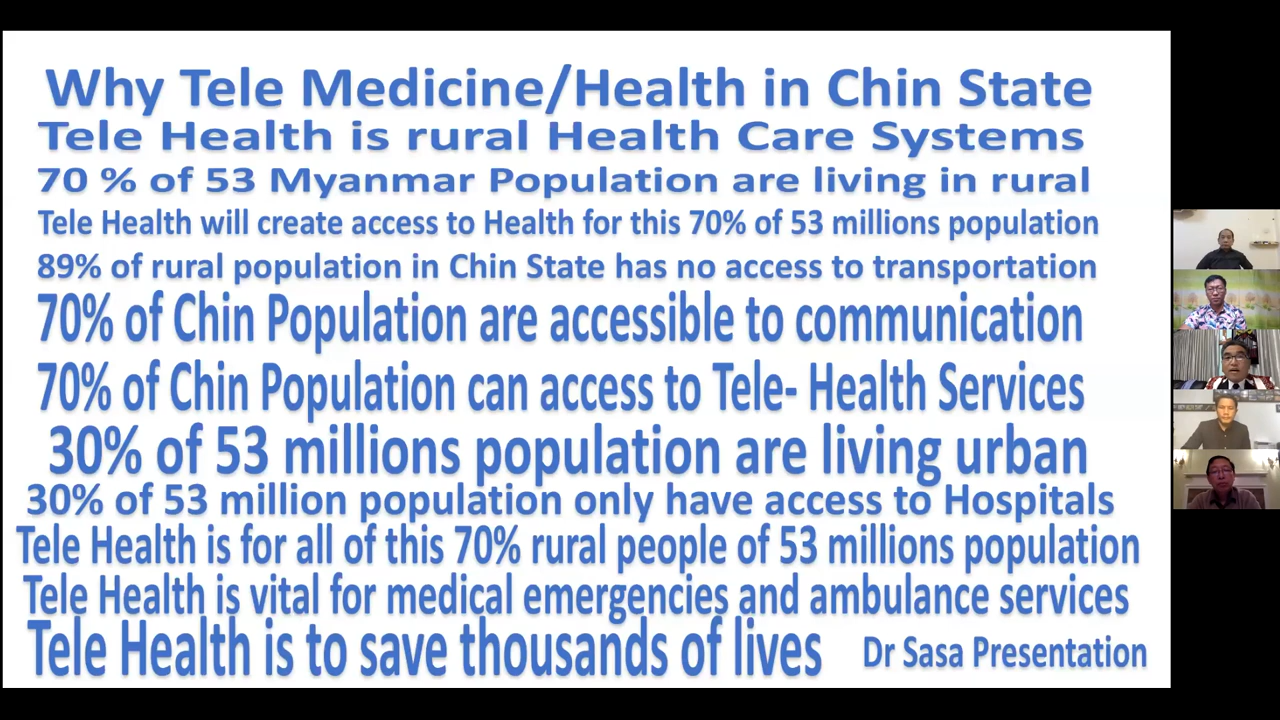 Why Tele Medicine/Health in Chin State
Tele Health is rural Health Care Systems
70 % of 53 Myanmar Population are living in rural
Tele Health will create access to Health for this 70% of 53 millions population
89% of rural population in Chin State has no access to transportation
70% of Chin Population are accessible to communication
70% of Chin Population can access to Tele- Health Services
30% of 53 millions population are living urban
30% of 53 million population only have access to Hospitals
Tele Health is for all of this 70% rural people of 53 millions population
Tele Health is vital for medical emergencies and ambulance services
Tele Health is to save thousands of lives
Dr Sasa Presentation